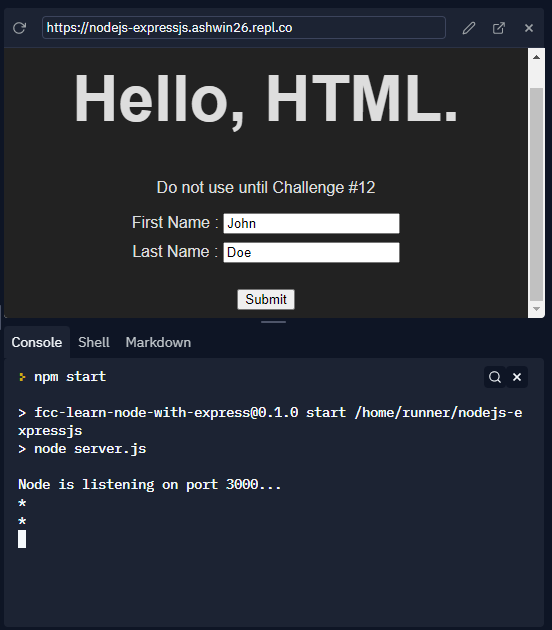 https://nodejs-expressjs.ashwin26.repl.co
Hello, HTML.
Do not use until Challenge #12
First Name : John
Last Name : Doe
Submit
Console Shell Markdown
> npm start
> fcc-learn-node-with-express@0.1.0 start /home/runner/nodejs-e
xpressjs
> node server.js
Node is listening on port 3000...
*
*